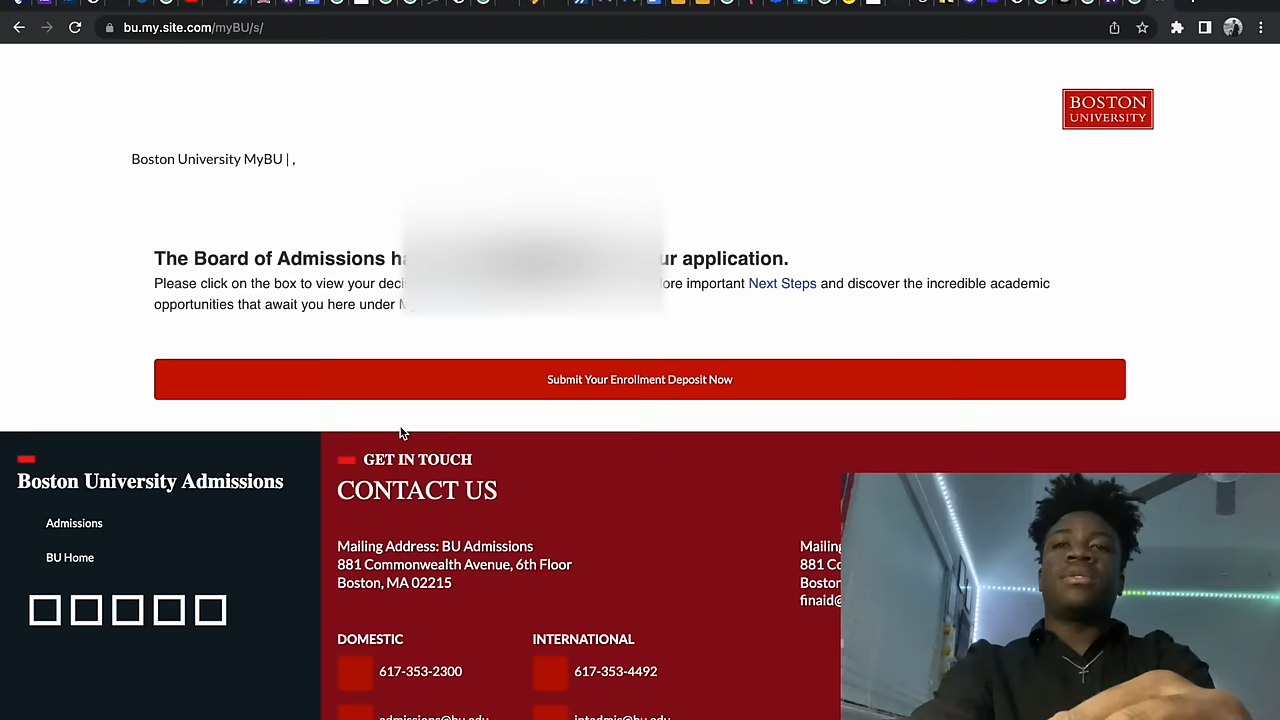 bu.my.site.com/myBU/s/
BOSTON
UNIVERSITY
Boston University MyBU | ,
The Board of Admissions ur application.
Please click on the box to view your important Next Steps and discover the incredible academic
opportunities that await you here under
Submit Your Enrollment Deposit Now
Boston University Admissions
Admissions
BU Home
GET IN TOUCH
CONTACT US
Mailing Address: BU Admissions
881 Commonwealth Avenue, 6th Floor
Boston, MA 02215
Mailing
881 Co
Boston
finaid@
DOMESTIC
617-353-2300
admissions@bu.edu
INTERNATIONAL
617-353-4492
intadmis@bu.edu